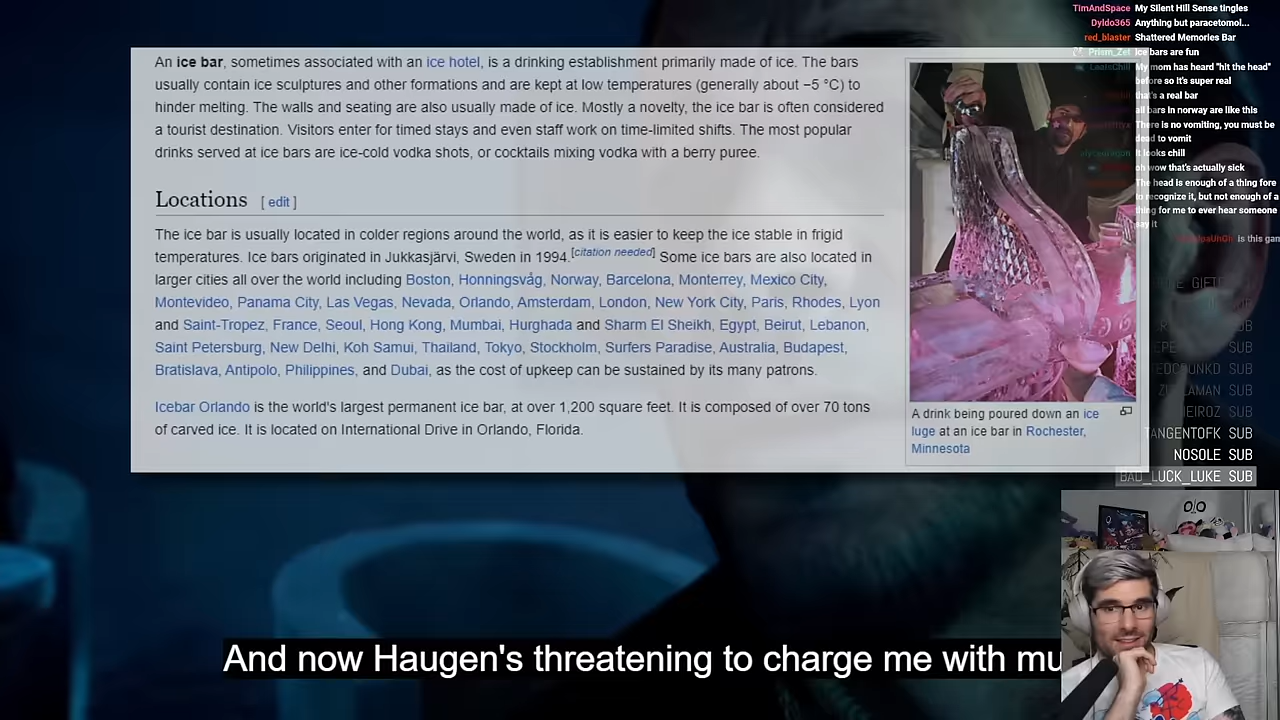 An ice bar, sometimes associated with an ice hotel, is a drinking establishment primarily made of ice. The bars
usually contain ice sculptures and other formations and are kept at low temperatures (generally about −5 °C) to
hinder melting. The walls and seating are also usually made of ice. Mostly a novelty, the ice bar is often considered
a tourist destination. Visitors enter for timed stays and even staff work on time-limited shifts. The most popular
drinks served at ice bars are ice-cold vodka shots, or cocktails mixing vodka with a berry puree.
Locations [ edit ]
The ice bar is usually located in colder regions around the world, as it is easier to keep the ice stable in frigid
temperatures. Ice bars originated in Jukkasjärvi, Sweden in 1994.[citation needed] Some ice bars are also located in
larger cities all over the world including Boston, Honningsvåg, Norway, Barcelona, Monterrey, Mexico City,
Montevideo, Panama City, Las Vegas, Nevada, Orlando, Amsterdam, London, New York City, Paris, Rhodes, Lyon
and Saint-Tropez, France, Seoul, Hong Kong, Mumbai, Hurghada and Sharm El Sheikh, Egypt, Beirut, Lebanon,
Saint Petersburg, New Delhi, Koh Samui, Thailand, Tokyo, Stockholm, Surfers Paradise, Australia, Budapest,
Bratislava, Antipolo, Philippines, and Dubai, as the cost of upkeep can be sustained by its many patrons.
Icebar Orlando is the world's largest permanent ice bar, at over 1,200 square feet. It is composed of over 70 tons
of carved ice. It is located on International Drive in Orlando, Florida.
A drink being poured down an ice
luge at an ice bar in Rochester,
Minnesota
TimAndSpace My Silent Hill Sense tingles
Dyldo365 Anything but paracetomol...
red_blaster Shattered Memories Bar
Prism_Zet ice bars are fun
My mom has heard "hit the head"
before so it's super real
that's a real bar
all bars in norway are like this
There is no vomiting, you must be
dead to vomit
It looks chill
oh wow that's actually sick
The head is enough of a thing fore
to recognize it, but not enough of a
thing for me to ever hear someone
say it
is this gam
SUB
SUB
SUB
SUB
SUB
SUB
TANGENTOFK SUB
NOSOLE SUB
BAD_LUCK_LUKE SUB
And now Haugen's threatening to charge me with mu